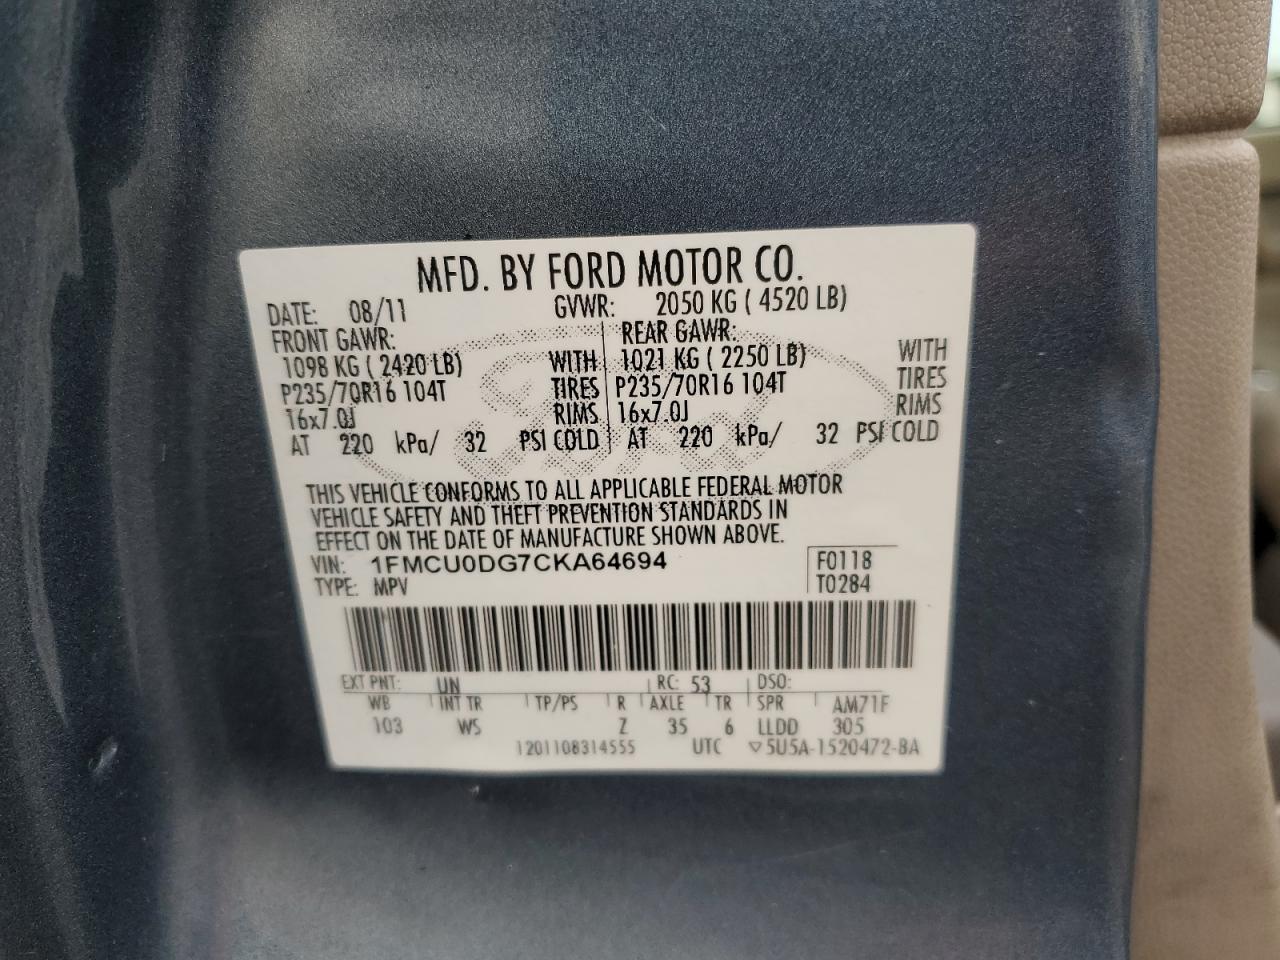 MFD. BY FORD MOTOR CO.
DATE: 08/11 GVWR: 2050 KG ( 4520 LB)
FRONT GAWR: REAR GAWR:
1098 KG ( 2420 LB) WITH 1021 KG ( 2250 LB) WITH
P235/70R16 104T TIRES P235/70R16 104T TIRES
16x7.0J RIMS 16x7.0J RIMS
AT 220 kPa/ 32 PSI COLD AT 220 kPa/ 32 PSI COLD
THIS VEHICLE CONFORMS TO ALL APPLICABLE FEDERAL MOTOR
VEHICLE SAFETY AND THEFT PREVENTION STANDARDS IN
EFFECT ON THE DATE OF MANUFACTURE SHOWN ABOVE.
VIN: 1FMCU0DG7CKA64694 F0118
TYPE: MPV T0284
EXT PNT: UN RC: 53 DSO:
WB INT TR TP/PS R AXLE TR SPR AM71F
103 WS Z 35 6 LLDD 305
1201108314555 UTC ▽5U5A-1520472-BA